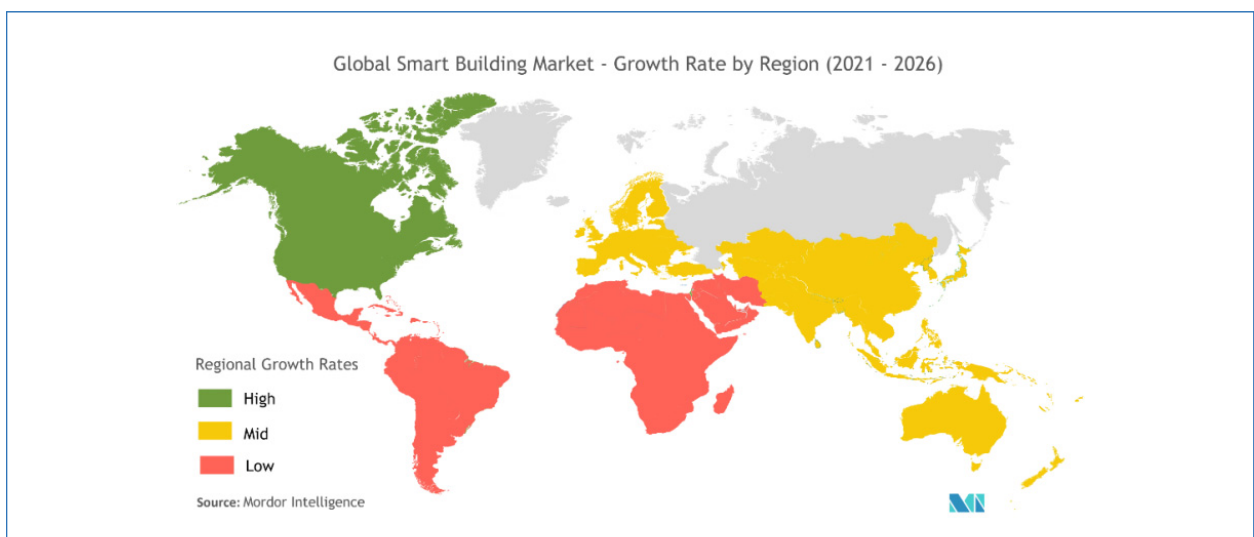 Global Smart Building Market - Growth Rate by Region (2021 - 2026)
Regional Growth Rates
High
Mid
Low
Source: Mordor Intelligence